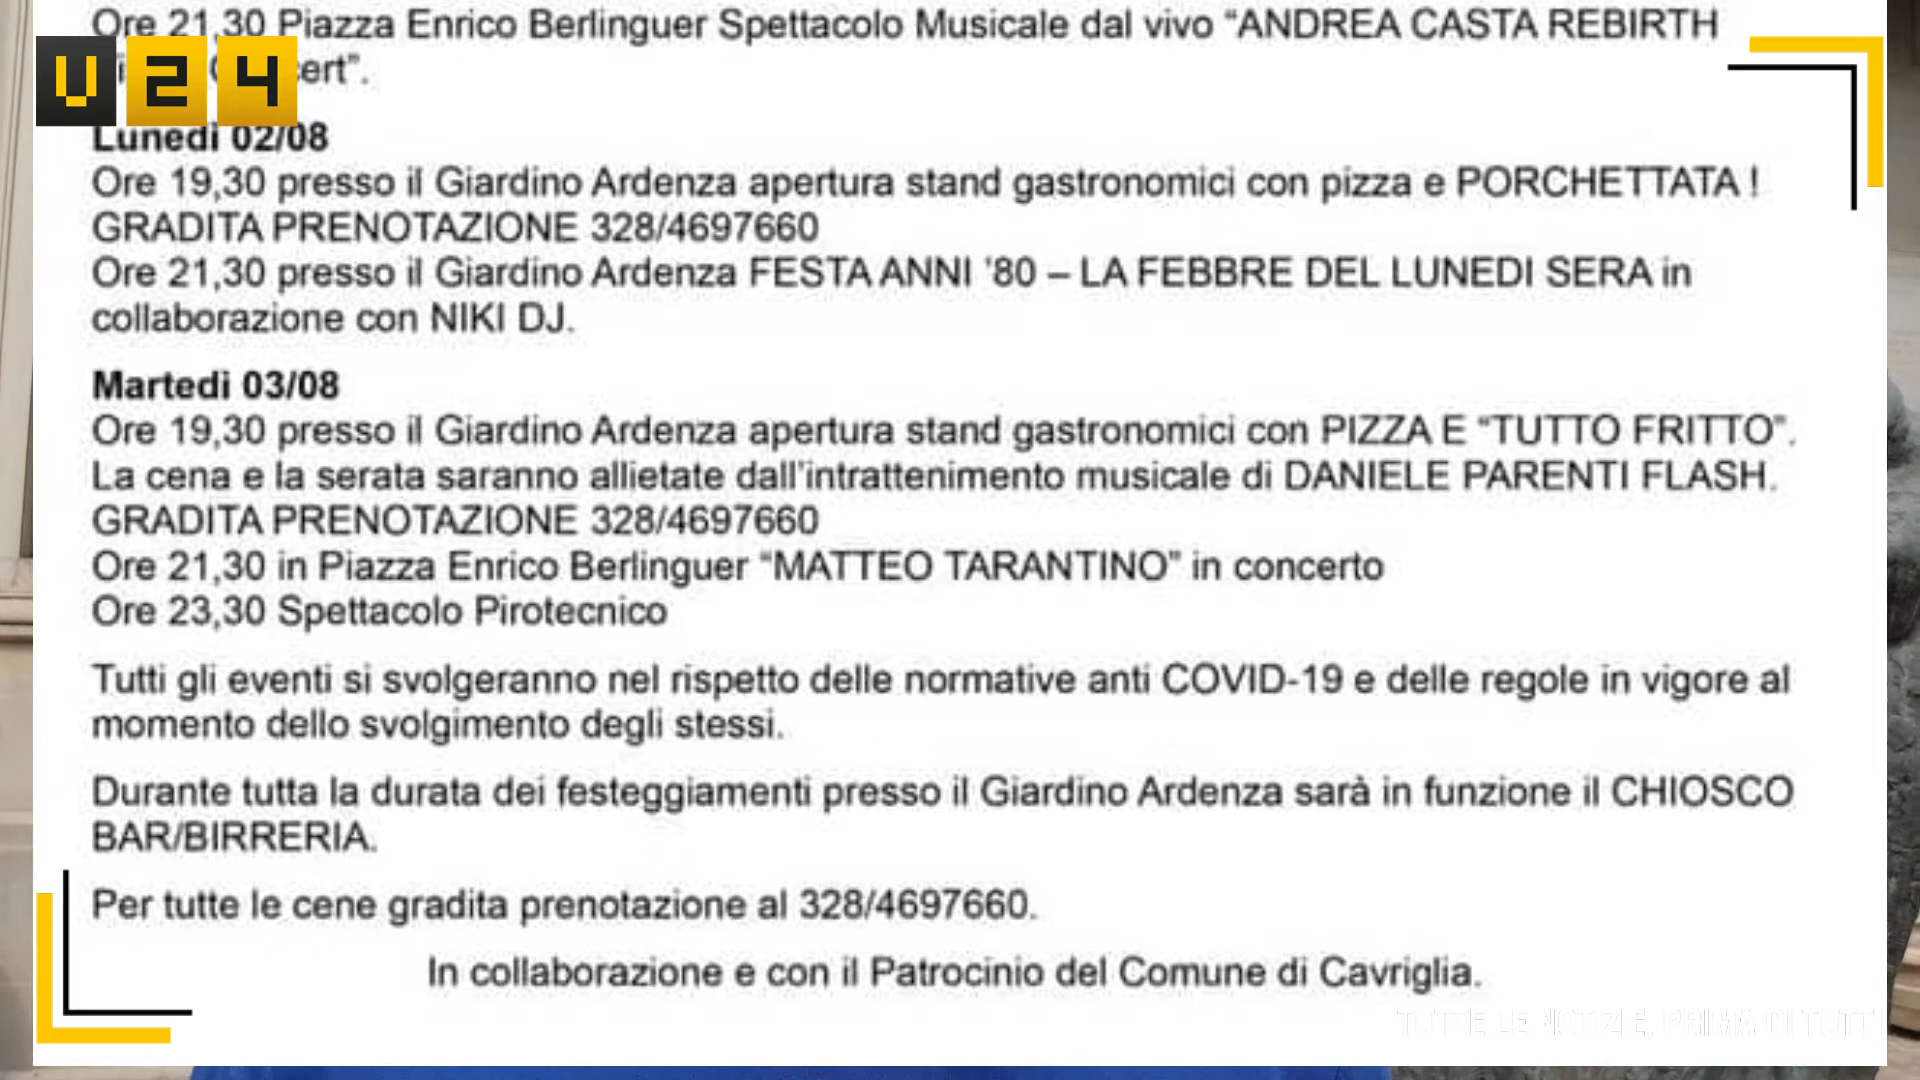 Ore 21,30 Piazza Enrico Berlinguer Spettacolo Musicale dal vivo “ANDREA CASTA REBIRTH
V24
Lunedì 02/08
Ore 19,30 presso il Giardino Ardenza apertura stand gastronomici con pizza e PORCHETTATA !
GRADITA PRENOTAZIONE 328/4697660
Ore 21,30 presso il Giardino Ardenza FESTA ANNI '80 – LA FEBBRE DEL LUNEDI SERA in
collaborazione con NIKI DJ.
Martedì 03/08
Ore 19,30 presso il Giardino Ardenza apertura stand gastronomici con PIZZA E “TUTTO FRITTO”.
La cena e la serata saranno allietate dall'intrattenimento musicale di DANIELE PARENTI FLASH.
GRADITA PRENOTAZIONE 328/4697660
Ore 21,30 in Piazza Enrico Berlinguer “MATTEO TARANTINO” in concerto
Ore 23,30 Spettacolo Pirotecnico
Tutti gli eventi si svolgeranno nel rispetto delle normative anti COVID-19 e delle regole in vigore al
momento dello svolgimento degli stessi.
Durante tutta la durata dei festeggiamenti presso il Giardino Ardenza sarà in funzione il CHIOSCO
BAR/BIRRERIA.
Per tutte le cene gradita prenotazione al 328/4697660.
In collaborazione e con il Patrocinio del Comune di Cavriglia.
TUTTE LE NOTIZIE, PRIMA DI TUTTI